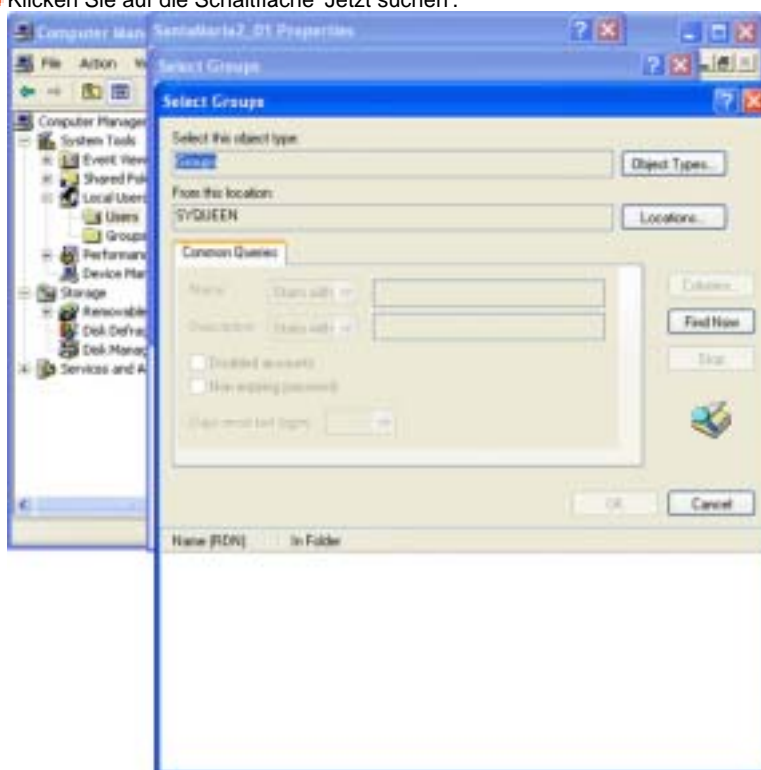 Klicken Sie auf die Schaltfläche 'Jetzt suchen'.
Computer Man
SantaMaria2_01 Properties
File Action
Select Groups
Select Groups
Computer Manager
System Tools
Event View
Shared Fol
Local Users
Users
Groups
Performanc
Device Man
Storage
Removable
Disk Defrag
Disk Manag
Services and A
Select this object type:
Groups
Object Types...
From this location:
SYQUEEN
Locations...
Common Queries
Name: Starts with
Description: Starts with
Disabled accounts
Non expiring password
Days since last logon:
Columns...
Find Now
Stop
OK
Cancel
Name (RDN) In Folder